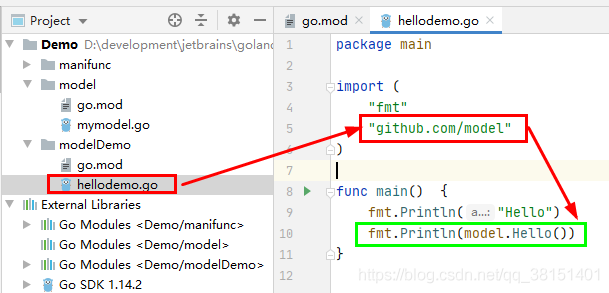 Project
go.mod
hellodemo.go
Demo D:\development\jetbrains\golan
manifunc
model
go.mod
mymodel.go
modelDemo
go.mod
hellodemo.go
External Libraries
Go Modules <Demo/manifunc>
Go Modules <Demo/model>
Go Modules <Demo/modelDemo>
Go SDK 1.14.2
1 package main
2
3 import (
4 "fmt"
5 "github.com/model"
6 )
7
8 func main() {
9 fmt.Println( a...: "Hello")
10 fmt.Println(model.Hello())
11 }
https://blog.csdn.net/qq_38151401